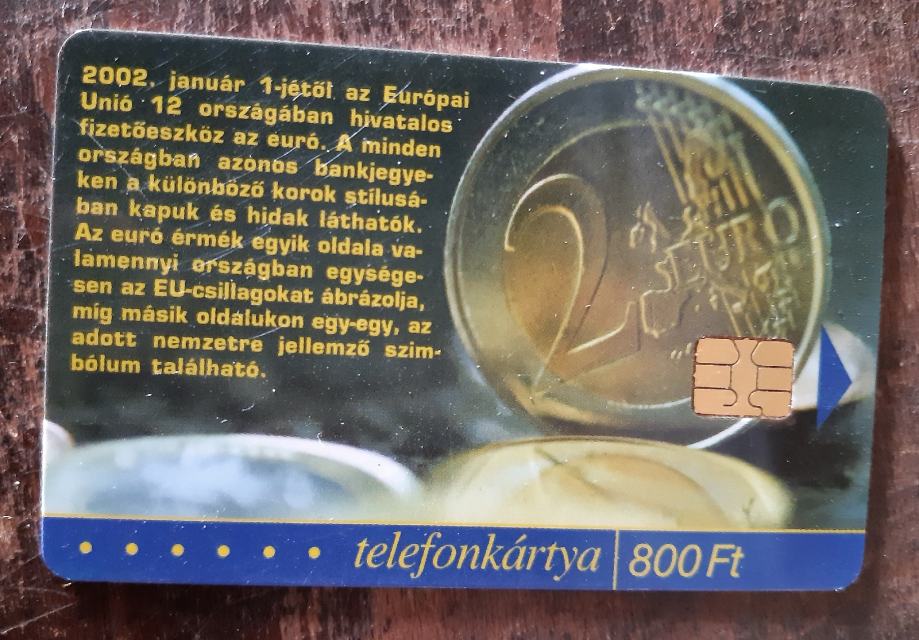 2002. január 1-jétől az Európai
Unió 12 országában hivatalos
fizetőeszköz az euró. A minden
országban azonos bankjegye-
ken a különböző korok stílusá-
ban kapuk és hidak láthatók.
Az euró érmék egyik oldala va-
lamennyi országban egysége-
sen az EU-csillagokat ábrázolja,
míg másik oldalukon egy-egy, az
adott nemzetre jellemző szim-
bólum található.
2 EURO
telefonkártya 800 Ft